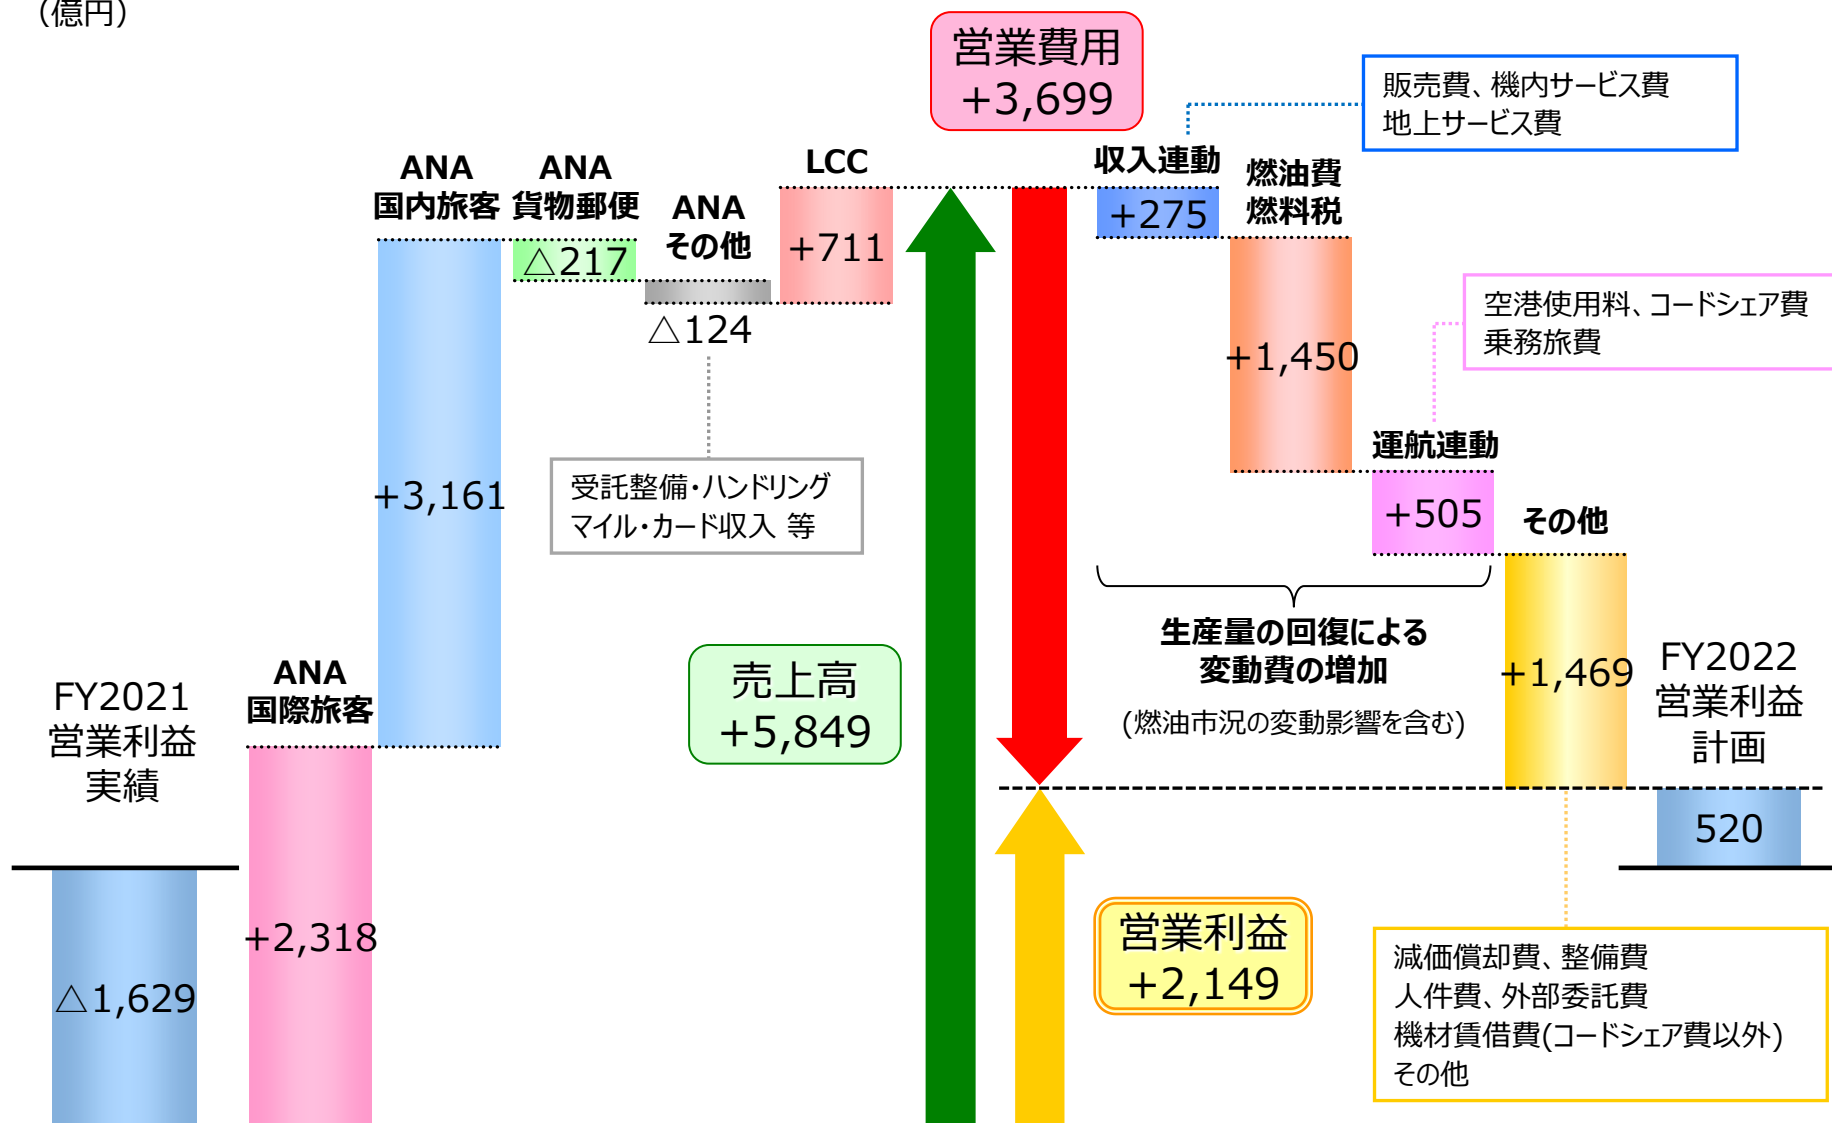 （億円）
営業費用
+3,699
販売費、機内サービス費
地上サービス費
ANA
国内旅客
ANA
貨物郵便
ANA
その他
LCC
収入連動
燃油費
燃料税
+275
△217
+711
△124
+1,450
空港使用料、コードシェア費
乗務旅費
運航連動
+505
その他
+3,161
受託整備・ハンドリング
マイル・カード収入 等
生産量の回復による
変動費の増加
(燃油市況の変動影響を含む)
+1,469
FY2022
営業利益
計画
520
売上高
+5,849
ANA
国際旅客
FY2021
営業利益
実績
+2,318
△1,629
営業利益
+2,149
減価償却費、整備費
人件費、外部委託費
機材賃借費(コードシェア費以外)
その他